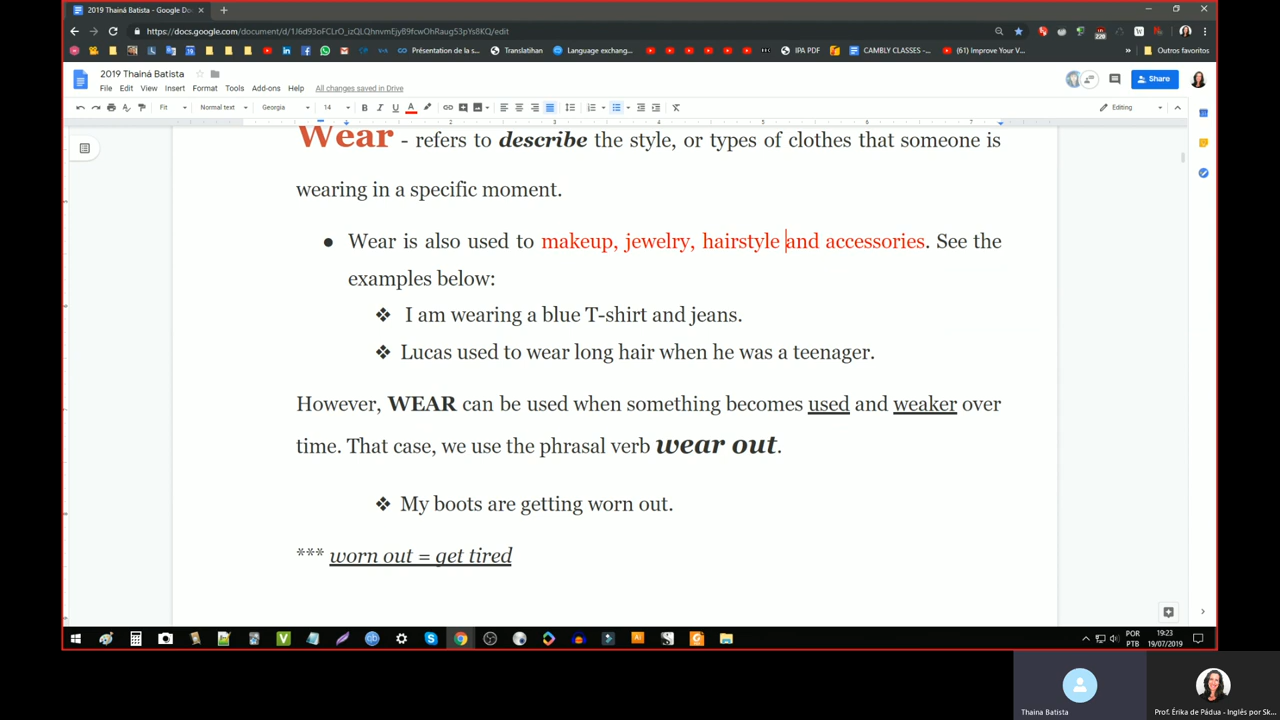 2019 Thainá Batista - Google Do
https://docs.google.com/document/d/1J6d93oFCLrO_izQLQhnvmEjyB9fcwOhRaugS3pYs8KQ/edit
Présentation de la s...
Translatihan
Language exchang...
IPA PDF
CAMBLY CLASSES -...
(61) Improve Your V...
Outros favoritos
2019 Thainá Batista
File Edit View Insert Format Tools Add-ons Help All changes saved in Drive
Share
Fit Normal text Georgia 14 Editing
Wear - refers to describe the style, or types of clothes that someone is
wearing in a specific moment.
● Wear is also used to makeup, jewelry, hairstyle and accessories. See the
examples below:
❖ I am wearing a blue T-shirt and jeans.
❖ Lucas used to wear long hair when he was a teenager.
However, WEAR can be used when something becomes used and weaker over
time. That case, we use the phrasal verb wear out.
❖ My boots are getting worn out.
*** worn out = get tired
POR
PTB
19:23
19/07/2019
Thaina Batista
Prof. Érika de Pádua - Inglês por Sk...